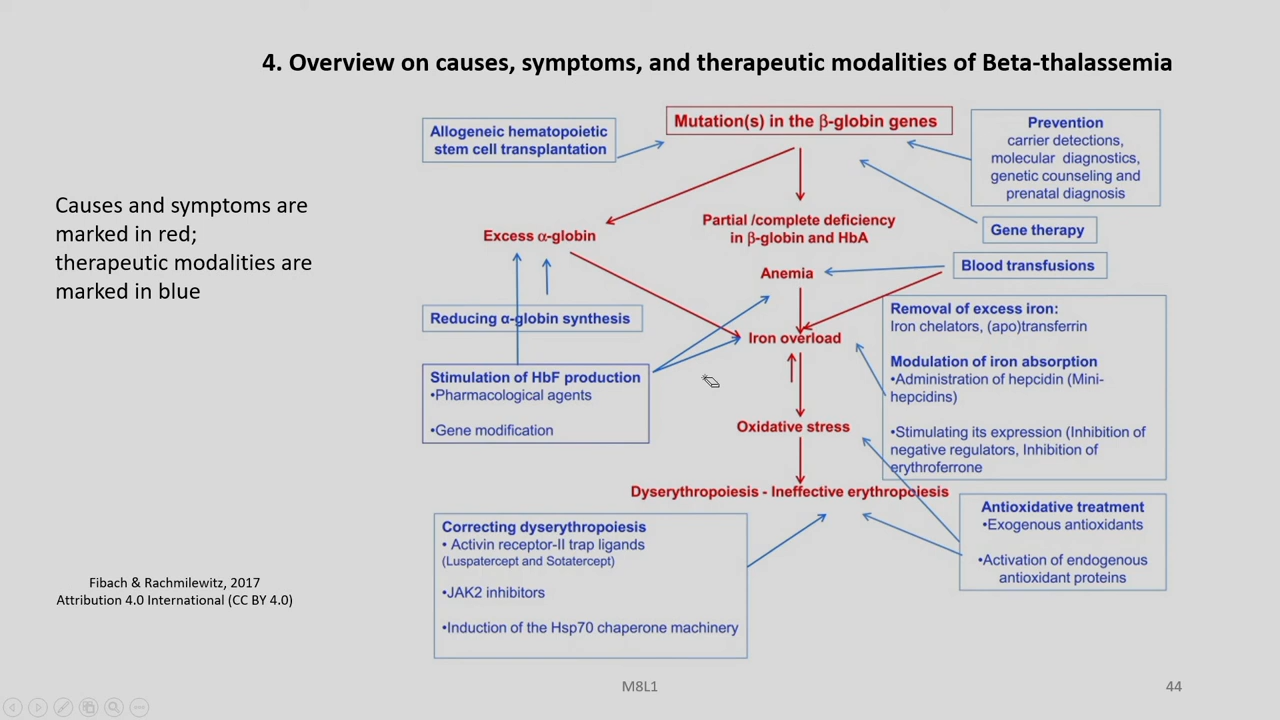 4. Overview on causes, symptoms, and therapeutic modalities of Beta-thalassemia
Causes and symptoms are
marked in red;
therapeutic modalities are
marked in blue
Allogeneic hematopoietic
stem cell transplantation
Mutation(s) in the β-globin genes
Prevention
carrier detections,
molecular diagnostics,
genetic counseling and
prenatal diagnosis
Gene therapy
Excess α-globin
Partial /complete deficiency
in β-globin and HbA
Blood transfusions
Anemia
Reducing α-globin synthesis
Iron overload
Removal of excess iron:
Iron chelators, (apo)transferrin
Modulation of iron absorption
•Administration of hepcidin (Mini-
hepcidins)
•Stimulating its expression (Inhibition of
negative regulators, Inhibition of
erythroferrone
Stimulation of HbF production
•Pharmacological agents
•Gene modification
Oxidative stress
Dyserythropoiesis - Ineffective erythropoiesis
Antioxidative treatment
•Exogenous antioxidants
•Activation of endogenous
antioxidant proteins
Correcting dyserythropoiesis
• Activin receptor-II trap ligands
(Luspatercept and Sotatercept)
•JAK2 inhibitors
•Induction of the Hsp70 chaperone machinery
Fibach & Rachmilewitz, 2017
Attribution 4.0 International (CC BY 4.0)
M8L1
44